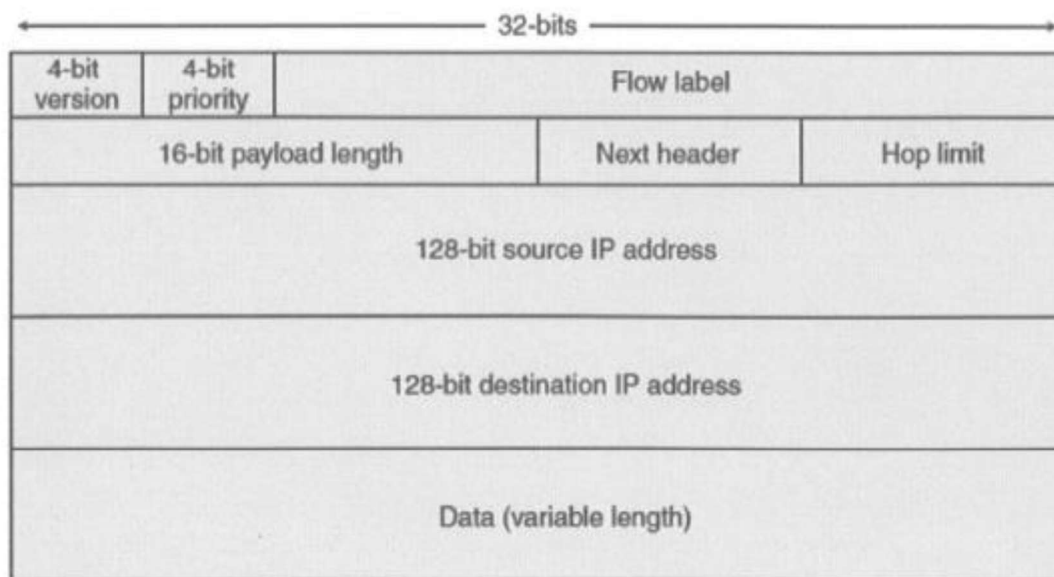 32-bits
4-bit version
4-bit priority
Flow label
16-bit payload length
Next header
Hop limit
128-bit source IP address
128-bit destination IP address
Data (variable length)